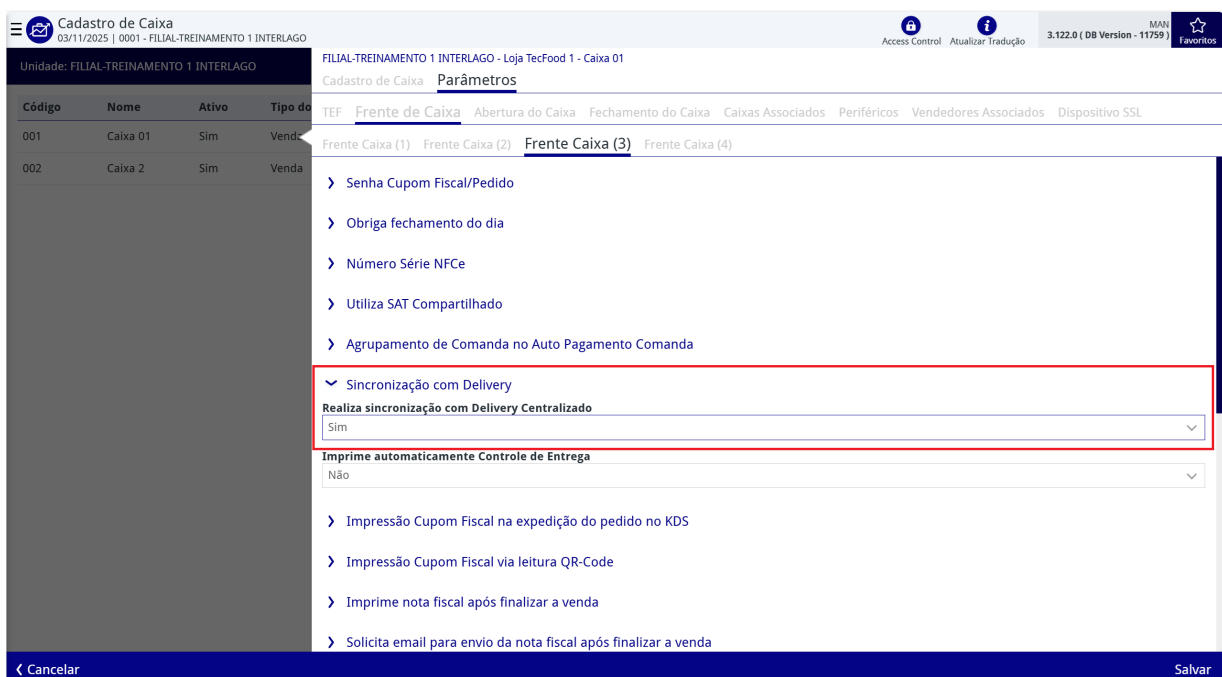 Cadastro de Caixa
03/11/2025 | 0001 - FILIAL-TREINAMENTO 1 INTERLAGO
Access Control
Atualizar Tradução
MAN
3.122.0 ( DB Version - 11759 )
Favoritos
Unidade: FILIAL-TREINAMENTO 1 INTERLAGO
Código Nome Ativo Tipo do
001 Caixa 01 Sim Venda
002 Caixa 2 Sim Venda
FILIAL-TREINAMENTO 1 INTERLAGO - Loja TecFood 1 - Caixa 01
Cadastro de Caixa Parâmetros
TEF Frente de Caixa Abertura do Caixa Fechamento do Caixa Caixas Associados Periféricos Vendedores Associados Dispositivo SSL
Frente Caixa (1) Frente Caixa (2) Frente Caixa (3) Frente Caixa (4)
Senha Cupom Fiscal/Pedido
Obriga fechamento do dia
Número Série NFCe
Utiliza SAT Compartilhado
Agrupamento de Comanda no Auto Pagamento Comanda
Sincronização com Delivery
Realiza sincronização com Delivery Centralizado
Sim
Imprime automaticamente Controle de Entrega
Não
Impressão Cupom Fiscal na expedição do pedido no KDS
Impressão Cupom Fiscal via leitura QR-Code
Imprime nota fiscal após finalizar a venda
Solicita email para envio da nota fiscal após finalizar a venda
Cancelar
Salvar